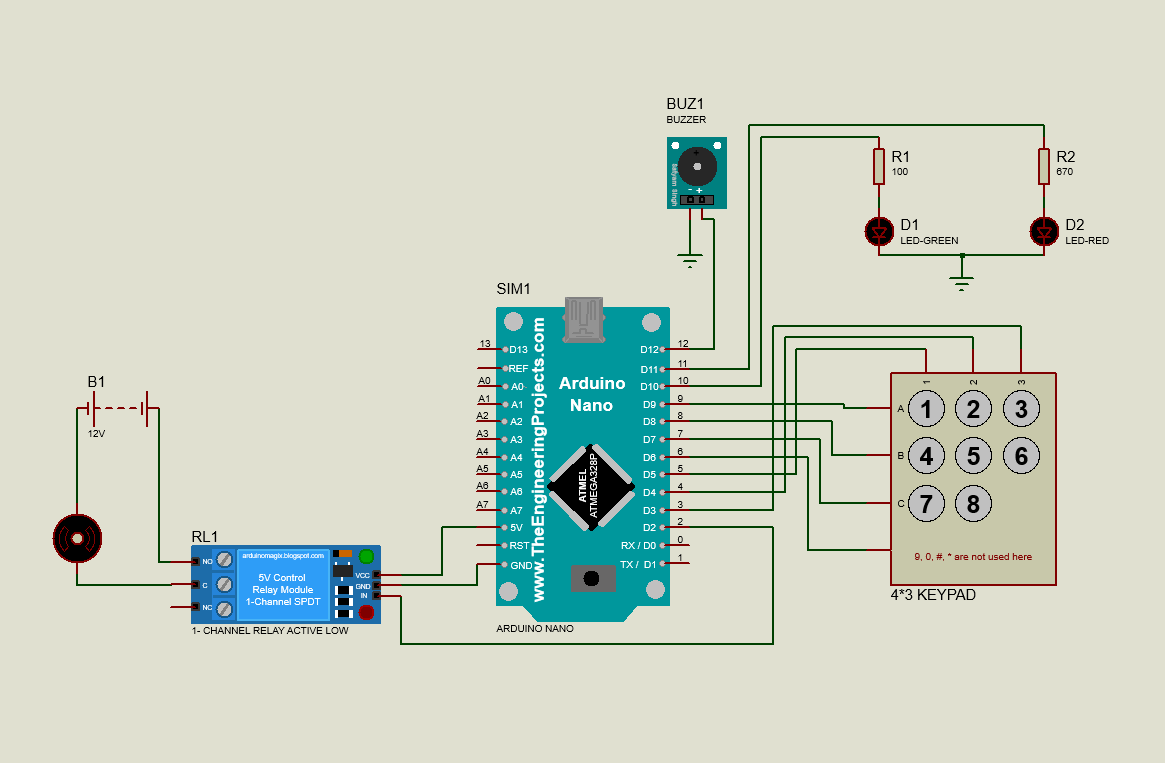 BUZ1
BUZZER
Satyam Singh
- +
R1
100
R2
670
D1
LED-GREEN
D2
LED-RED
SIM1
13
D13
REF
A0
A0
A1
A1
A2
A2
A3
A3
A4
A4
A5
A5
A6
A6
A7
A7
5V
RST
GND
www.TheEngineeringProjects.com
Arduino
Nano
ATMEL
ATMEGA328P
D12
12
D11
11
D10
10
D9
9
D8
8
D7
7
D6
6
D5
5
D4
4
D3
3
D2
2
RX / D0
0
TX / D1
1
ARDUINO NANO
1 2 3
A 1 2 3
B 4 5 6
C 7 8
9, 0, #, * are not used here
4*3 KEYPAD
B1
12V
RL1
NO
C
NC
arduinomagix.blogspot.com
5V Control
Relay Module
1-Channel SPDT
VCC
GND
IN
1- CHANNEL RELAY ACTIVE LOW